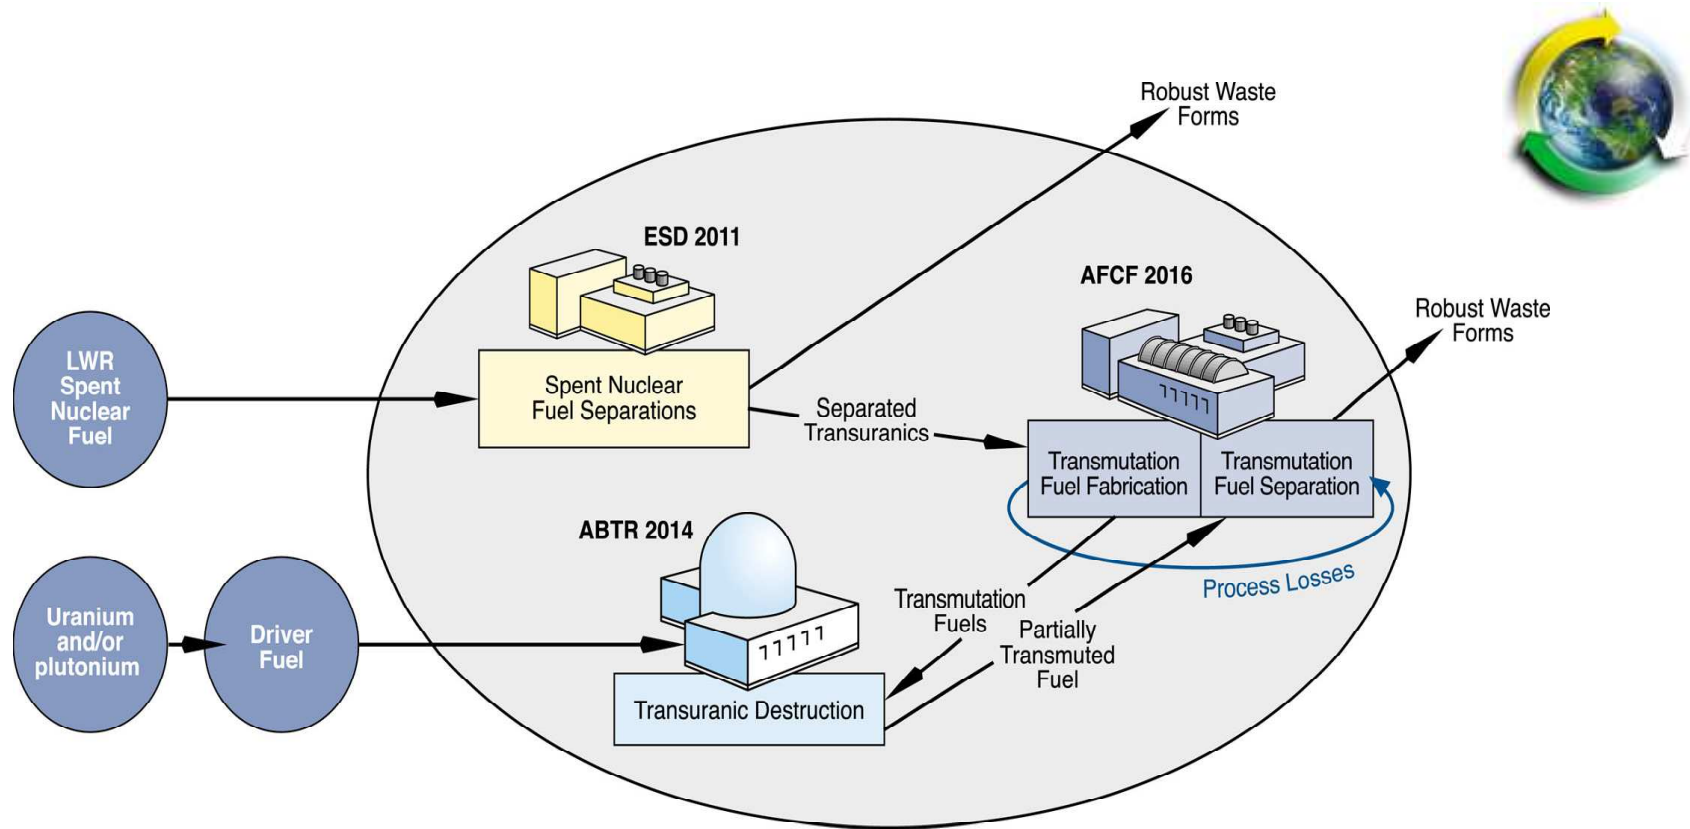 Robust Waste
Forms
ESD 2011
AFCF 2016
Robust Waste
Forms
LWR
Spent
Nuclear
Fuel
Spent Nuclear
Fuel Separations
Separated
Transuranics
Transmutation
Fuel Fabrication
Transmutation
Fuel Separation
ABTR 2014
Process Losses
Transmutation
Fuels
Partially
Transmuted
Fuel
Uranium
and/or
plutonium
Driver
Fuel
Transuranic Destruction